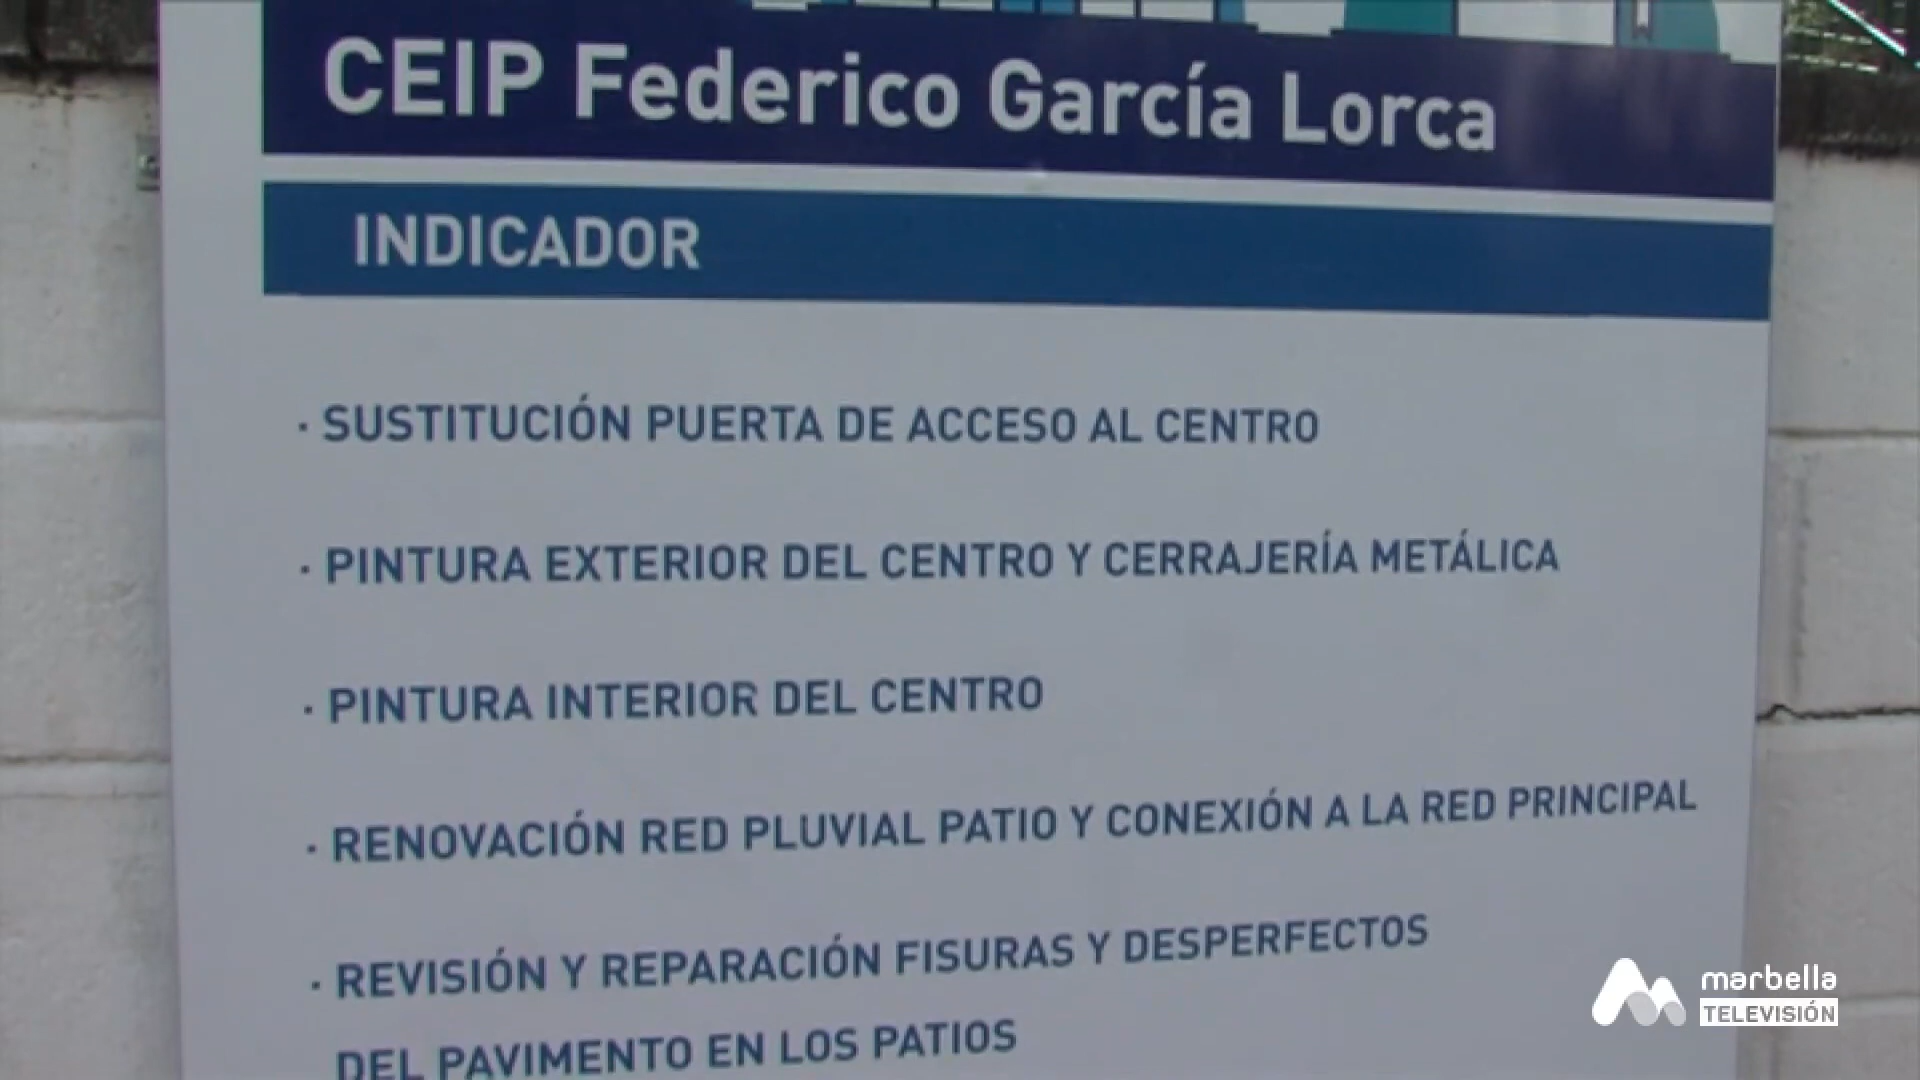 CEIP Federico García Lorca
INDICADOR
· SUSTITUCIÓN PUERTA DE ACCESO AL CENTRO
· PINTURA EXTERIOR DEL CENTRO Y CERRAJERÍA METÁLICA
· PINTURA INTERIOR DEL CENTRO
· RENOVACIÓN RED PLUVIAL PATIO Y CONEXIÓN A LA RED PRINCIPAL
· REVISIÓN Y REPARACIÓN FISURAS Y DESPERFECTOS
DEL PAVIMENTO EN LOS PATIOS
marbella
TELEVISIÓN